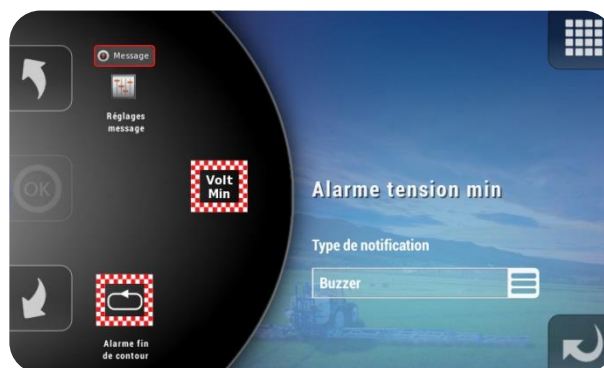 Message
Réglages
message
OK
Volt
Min
Alarme tension min
Type de notification
Buzzer
Alarme fin
de contour